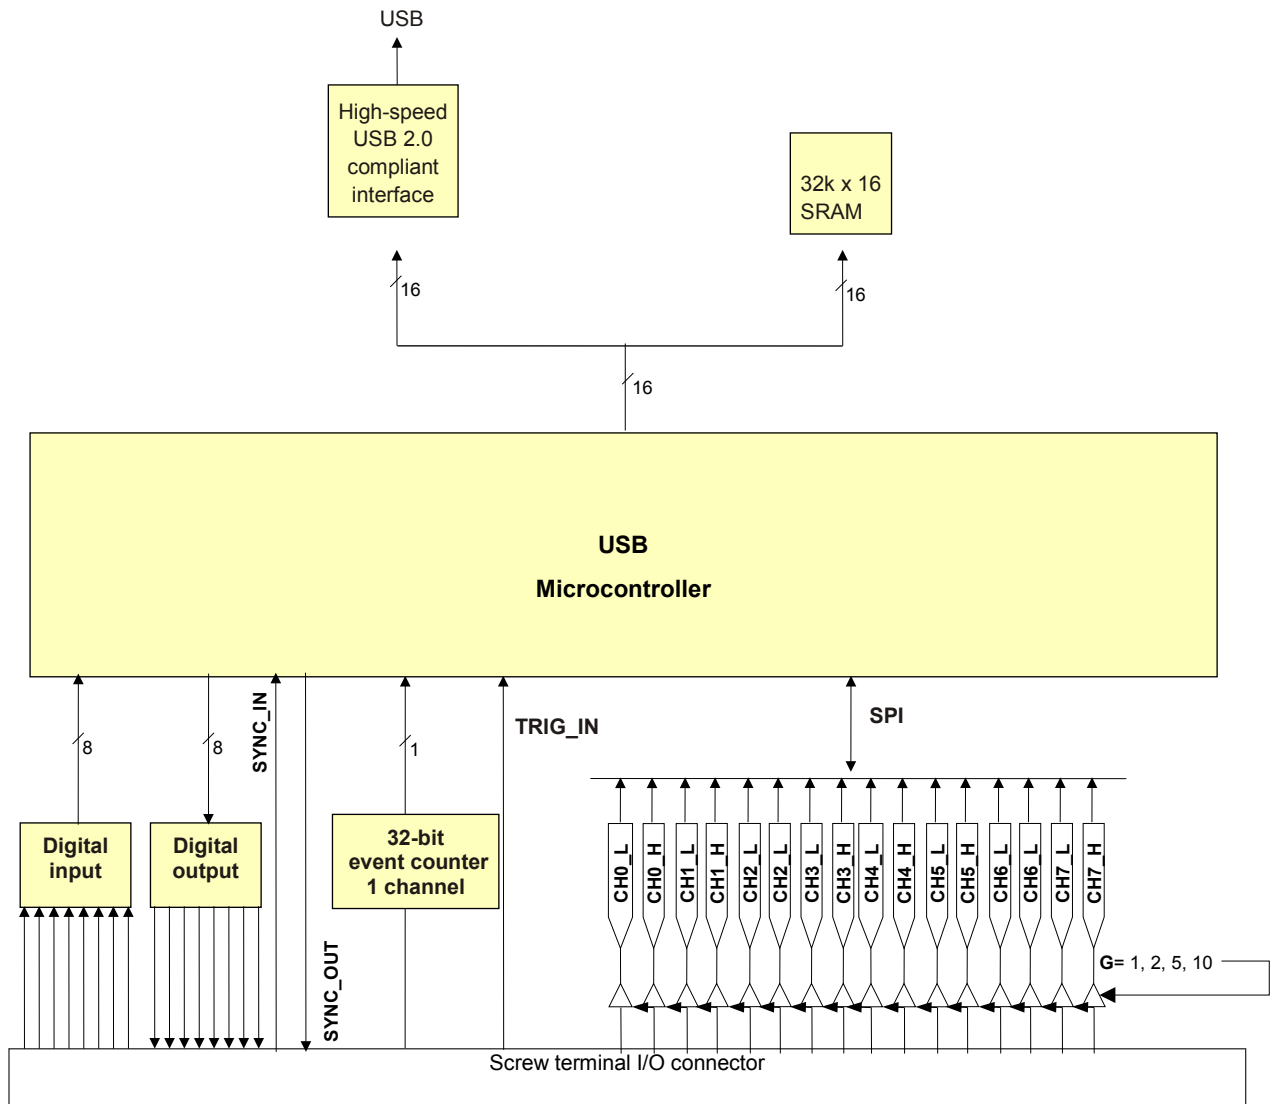 USB
High-speed
USB 2.0
compliant
interface
32k x 16
SRAM
16
16
16
USB
Microcontroller
8
8
SYNC_IN
1
TRIG_IN
SPI
Digital
input
Digital
output
32-bit
event counter
1 channel
CH0_L
CH0_H
CH1_L
CH1_H
CH2_L
CH2_L
CH3_L
CH3_H
CH4_L
CH4_H
CH5_L
CH5_H
CH6_L
CH6_L
CH7_L
CH7_H
SYNC_OUT
G= 1, 2, 5, 10
Screw terminal I/O connector